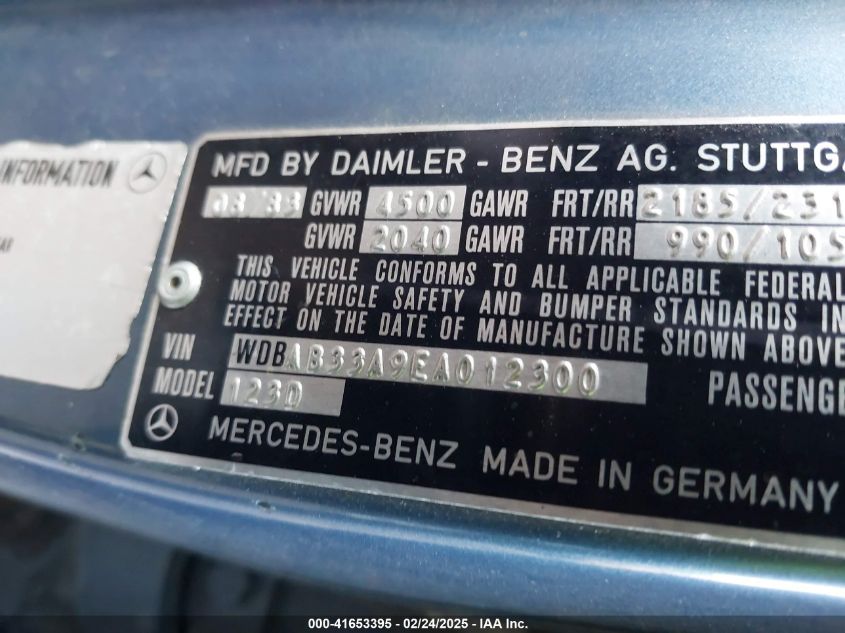 INFORMATION
MFD BY DAIMLER - BENZ AG. STUTTGA
GVWR 4500 GAWR FRT/RR 2185/231
GVWR 2040 GAWR FRT/RR 990/105
THIS VEHICLE CONFORMS TO ALL APPLICABLE FEDERAL
MOTOR VEHICLE SAFETY AND BUMPER STANDARDS IN
EFFECT ON THE DATE OF MANUFACTURE SHOWN ABOVE
VIN WDBAB33A9EA012300
MODEL 123D PASSENGE
MERCEDES-BENZ MADE IN GERMANY
000-41653395 - 02/24/2025 - IAA Inc.